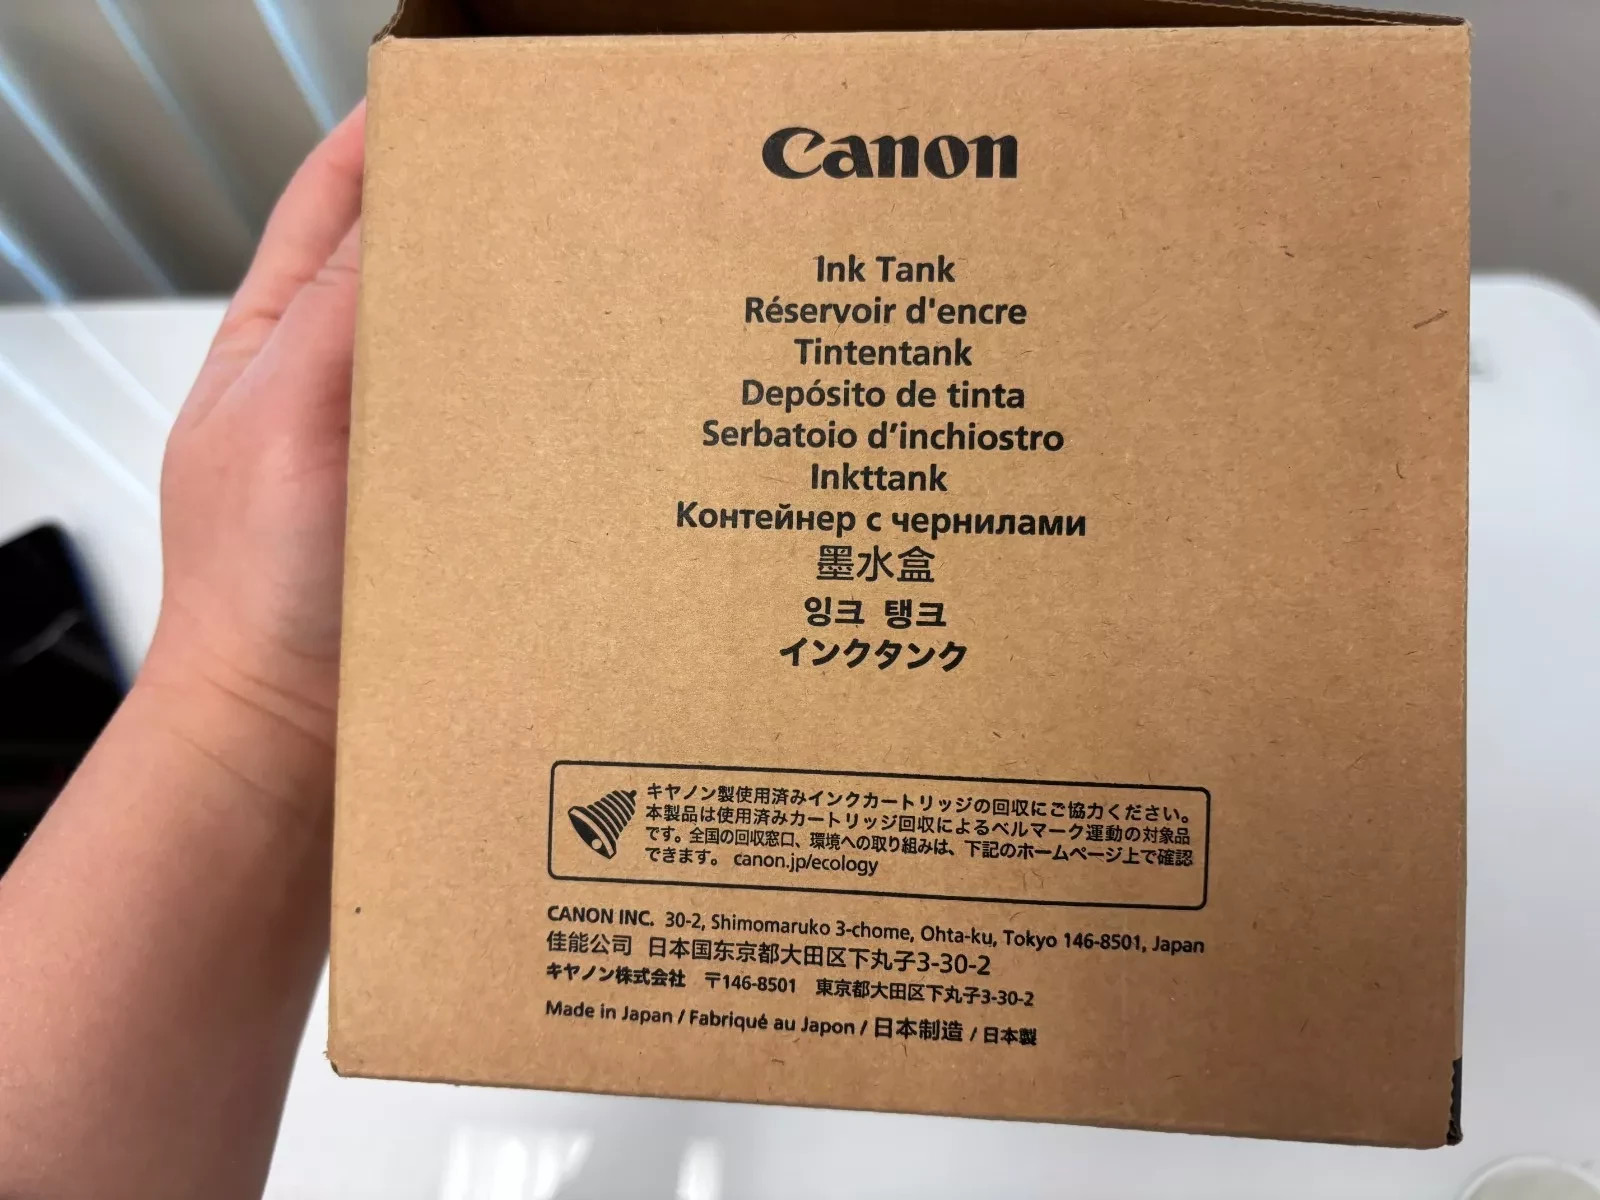 Canon
Ink Tank
Réservoir d'encre
Tintentank
Depósito de tinta
Serbatoio d’inchiostro
Inkttank
Контейнер с чернилами
墨水盒
잉크 탱크
インクタンク
キヤノン製使用済みインクカートリッジの回収にご協力ください。
本製品は使用済みカートリッジ回収によるベルマーク運動の対象品
です。全国の回収窓口、環境への取り組みは、下記のホームページ上で確認
できます。 canon.jp/ecology
CANON INC. 30-2, Shimomaruko 3-chome, Ohta-ku, Tokyo 146-8501, Japan
佳能公司 日本国东京都大田区下丸子3-30-2
キヤノン株式会社 〒146-8501 東京都大田区下丸子3-30-2
Made in Japan / Fabriqué au Japon / 日本制造 / 日本製